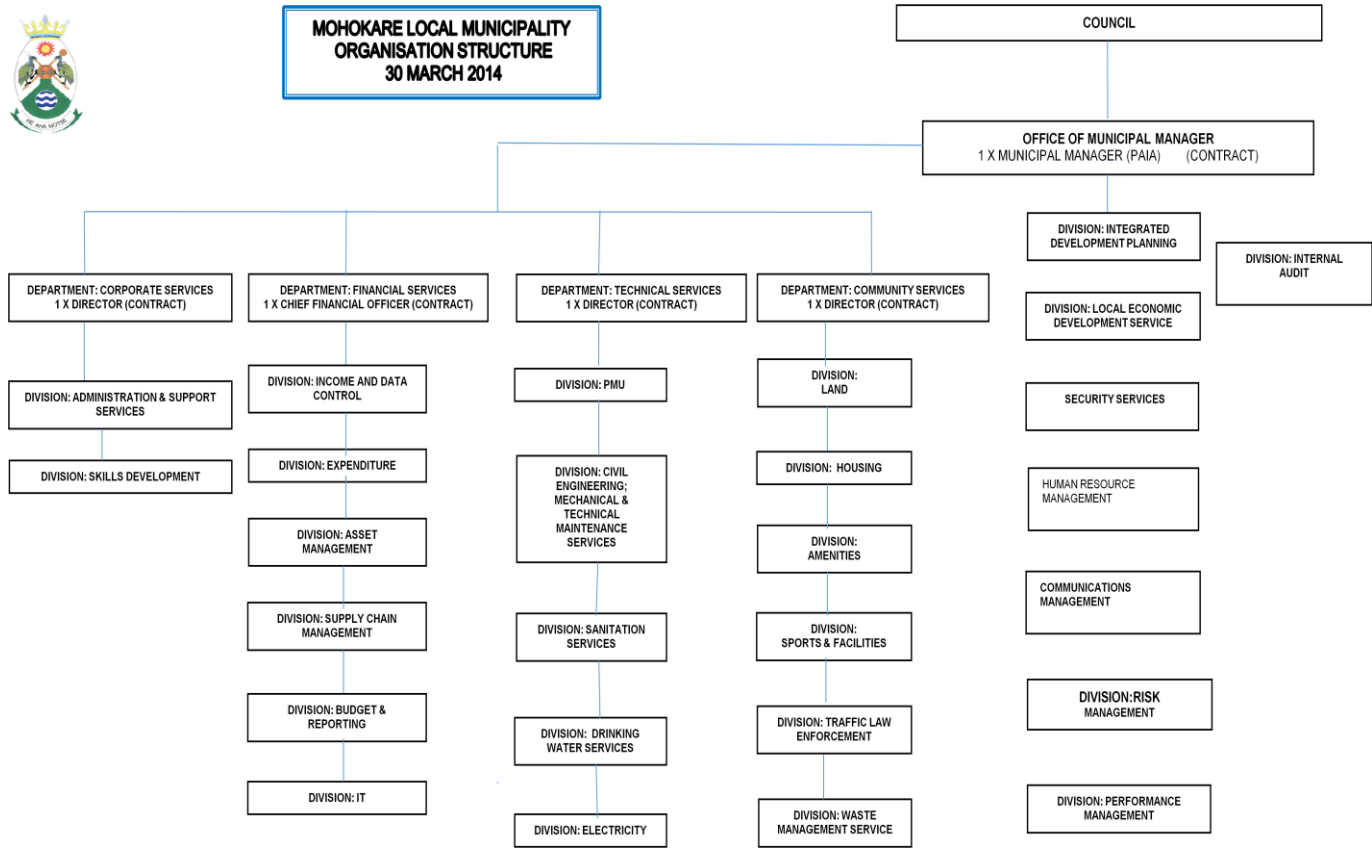 MOHOKARE LOCAL MUNICIPALITY
ORGANISATION STRUCTURE
30 MARCH 2014
COUNCIL
OFFICE OF MUNICIPAL MANAGER
1 X MUNICIPAL MANAGER (PAIA) (CONTRACT)
DEPARTMENT: CORPORATE SERVICES
1 X DIRECTOR (CONTRACT)
DIVISION: ADMINISTRATION & SUPPORT
SERVICES
DIVISION: SKILLS DEVELOPMENT
DEPARTMENT: FINANCIAL SERVICES
1 X CHIEF FINANCIAL OFFICER (CONTRACT)
DIVISION: INCOME AND DATA
CONTROL
DIVISION: EXPENDITURE
DIVISION: ASSET
MANAGEMENT
DIVISION: SUPPLY CHAIN
MANAGEMENT
DIVISION: BUDGET &
REPORTING
DIVISION: IT
DEPARTMENT: TECHNICAL SERVICES
1 X DIRECTOR (CONTRACT)
DIVISION: PMU
DIVISION: CIVIL
ENGINEERING;
MECHANICAL &
TECHNICAL
MAINTENANCE
SERVICES
DIVISION: SANITATION
SERVICES
DIVISION: DRINKING
WATER SERVICES
DIVISION: ELECTRICITY
DEPARTMENT: COMMUNITY SERVICES
1 X DIRECTOR (CONTRACT)
DIVISION:
LAND
DIVISION: HOUSING
DIVISION:
AMENITIES
DIVISION:
SPORTS & FACILITIES
DIVISION: TRAFFIC LAW
ENFORCEMENT
DIVISION: WASTE
MANAGEMENT SERVICE
DIVISION: INTEGRATED
DEVELOPMENT PLANNING
DIVISION: INTERNAL
AUDIT
DIVISION: LOCAL ECONOMIC
DEVELOPMENT SERVICE
SECURITY SERVICES
HUMAN RESOURCE
MANAGEMENT
COMMUNICATIONS
MANAGEMENT
DIVISION:RISK
MANAGEMENT
DIVISION: PERFORMANCE
MANAGEMENT